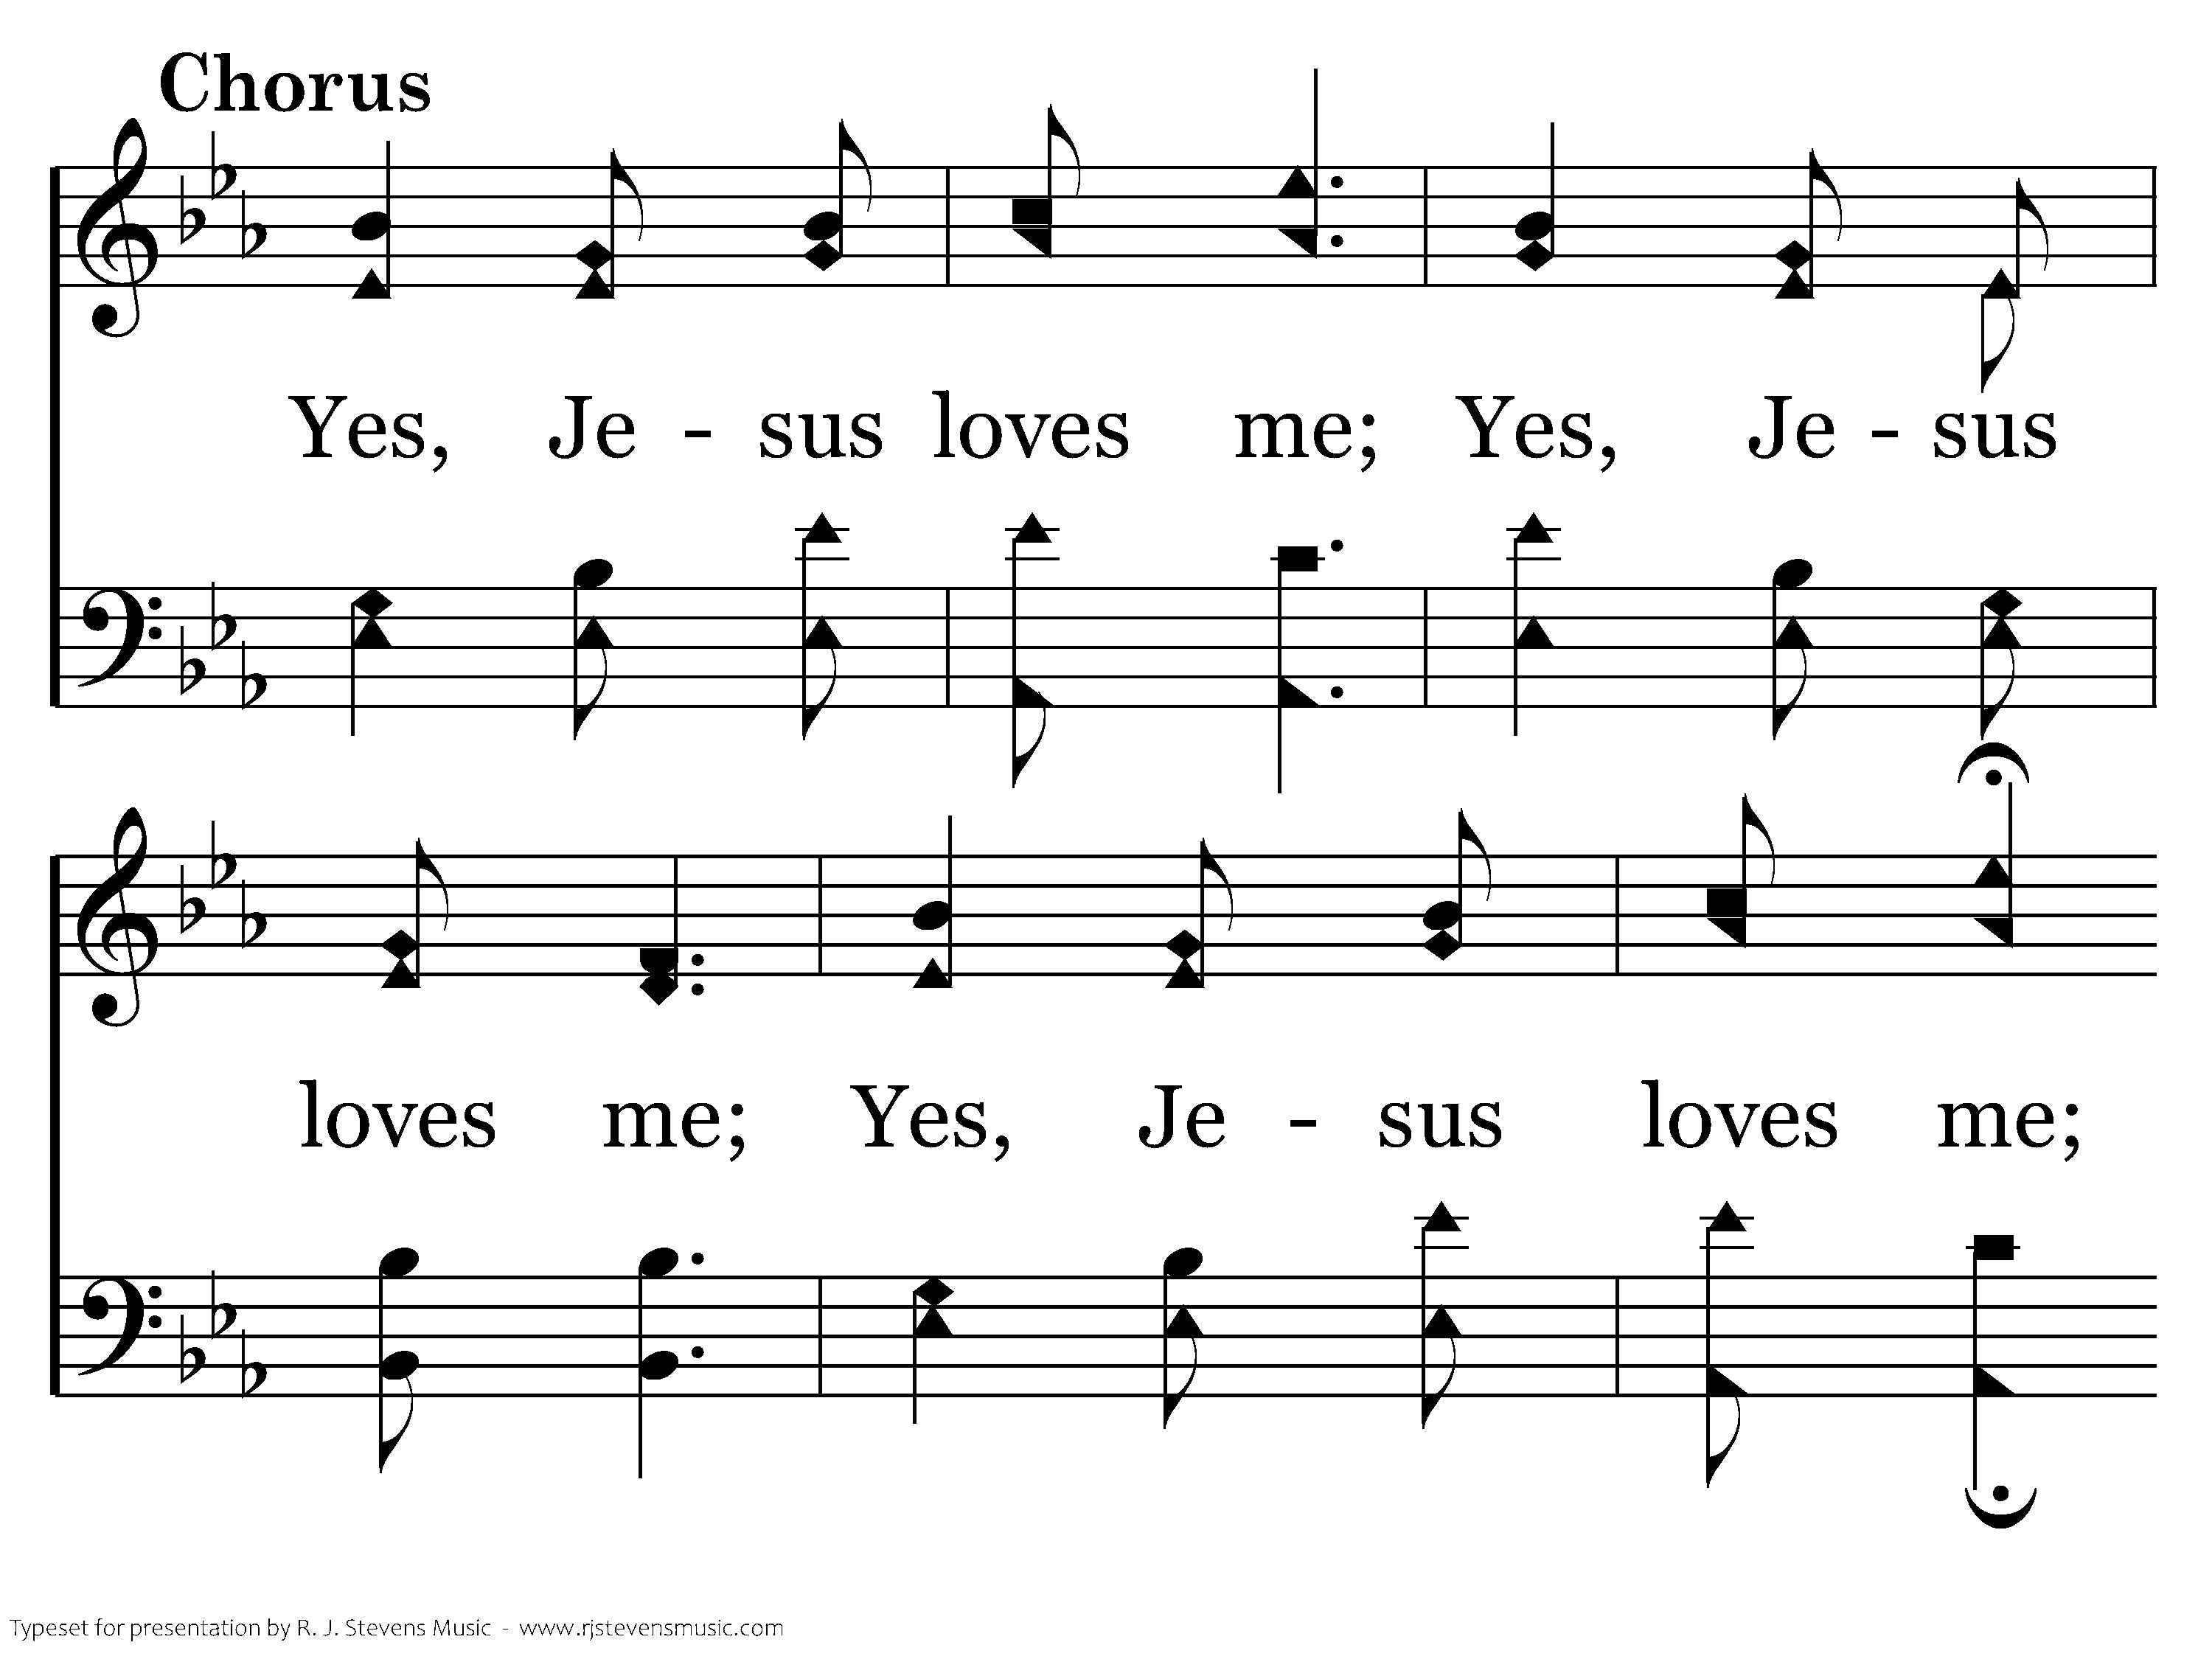 Chorus
Yes, Je - sus loves me; Yes, Je - sus
loves me; Yes, Je - sus loves me;
Typeset for presentation by R. J. Stevens Music - www.rjstevensmusic.com